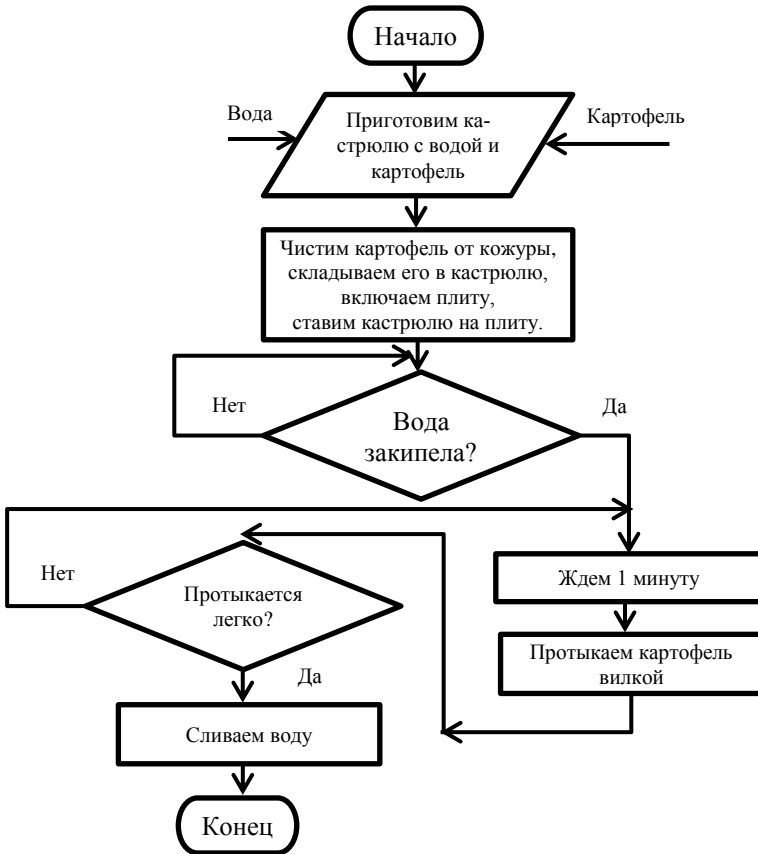 Начало
Вода
Картофель
Приготовим ка-
стрюлю с водой и
картофель
Чистим картофель от кожуры,
складываем его в кастрюлю,
включаем плиту,
ставим кастрюлю на плиту.
Нет
Да
Вода
закипела?
Нет
Ждем 1 минуту
Протыкается
легко?
Протыкаем картофель
вилкой
Да
Сливаем воду
Конец